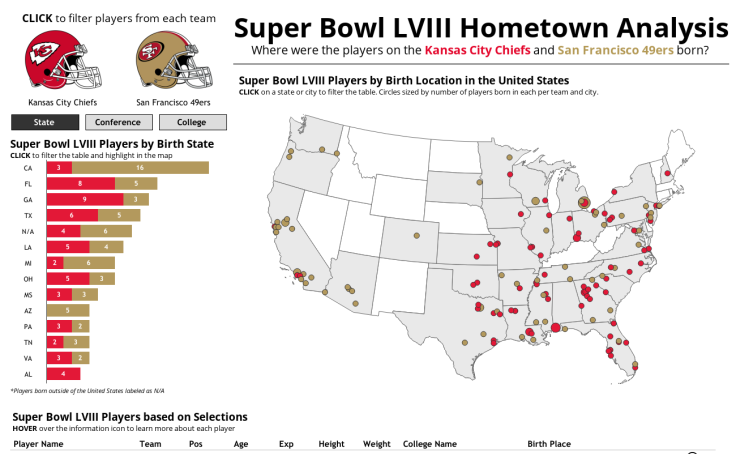 CLICK to filter players from each team
Kansas City Chiefs
San Francisco 49ers
State
Conference
College
Super Bowl LVIII Hometown Analysis
Where were the players on the Kansas City Chiefs and San Francisco 49ers born?
Super Bowl LVIII Players by Birth State
CLICK to filter the table and highlight in the map
CA 3 16
FL 8 5
GA 9 3
TX 6 5
N/A 4 6
LA 5 4
MI 2 6
OH 5 3
MS 3 3
AZ 5
PA 3 2
TN 2 3
VA 3 2
AL 4
*Players born outside of the United States labeled as N/A
Super Bowl LVIII Players by Birth Location in the United States
CLICK on a state or city to filter the table. Circles sized by number of players born in each per team and city.
Super Bowl LVIII Players based on Selections
HOVER over the information icon to learn more about each player
Player Name Team Pos Age Exp Height Weight College Name Birth Place